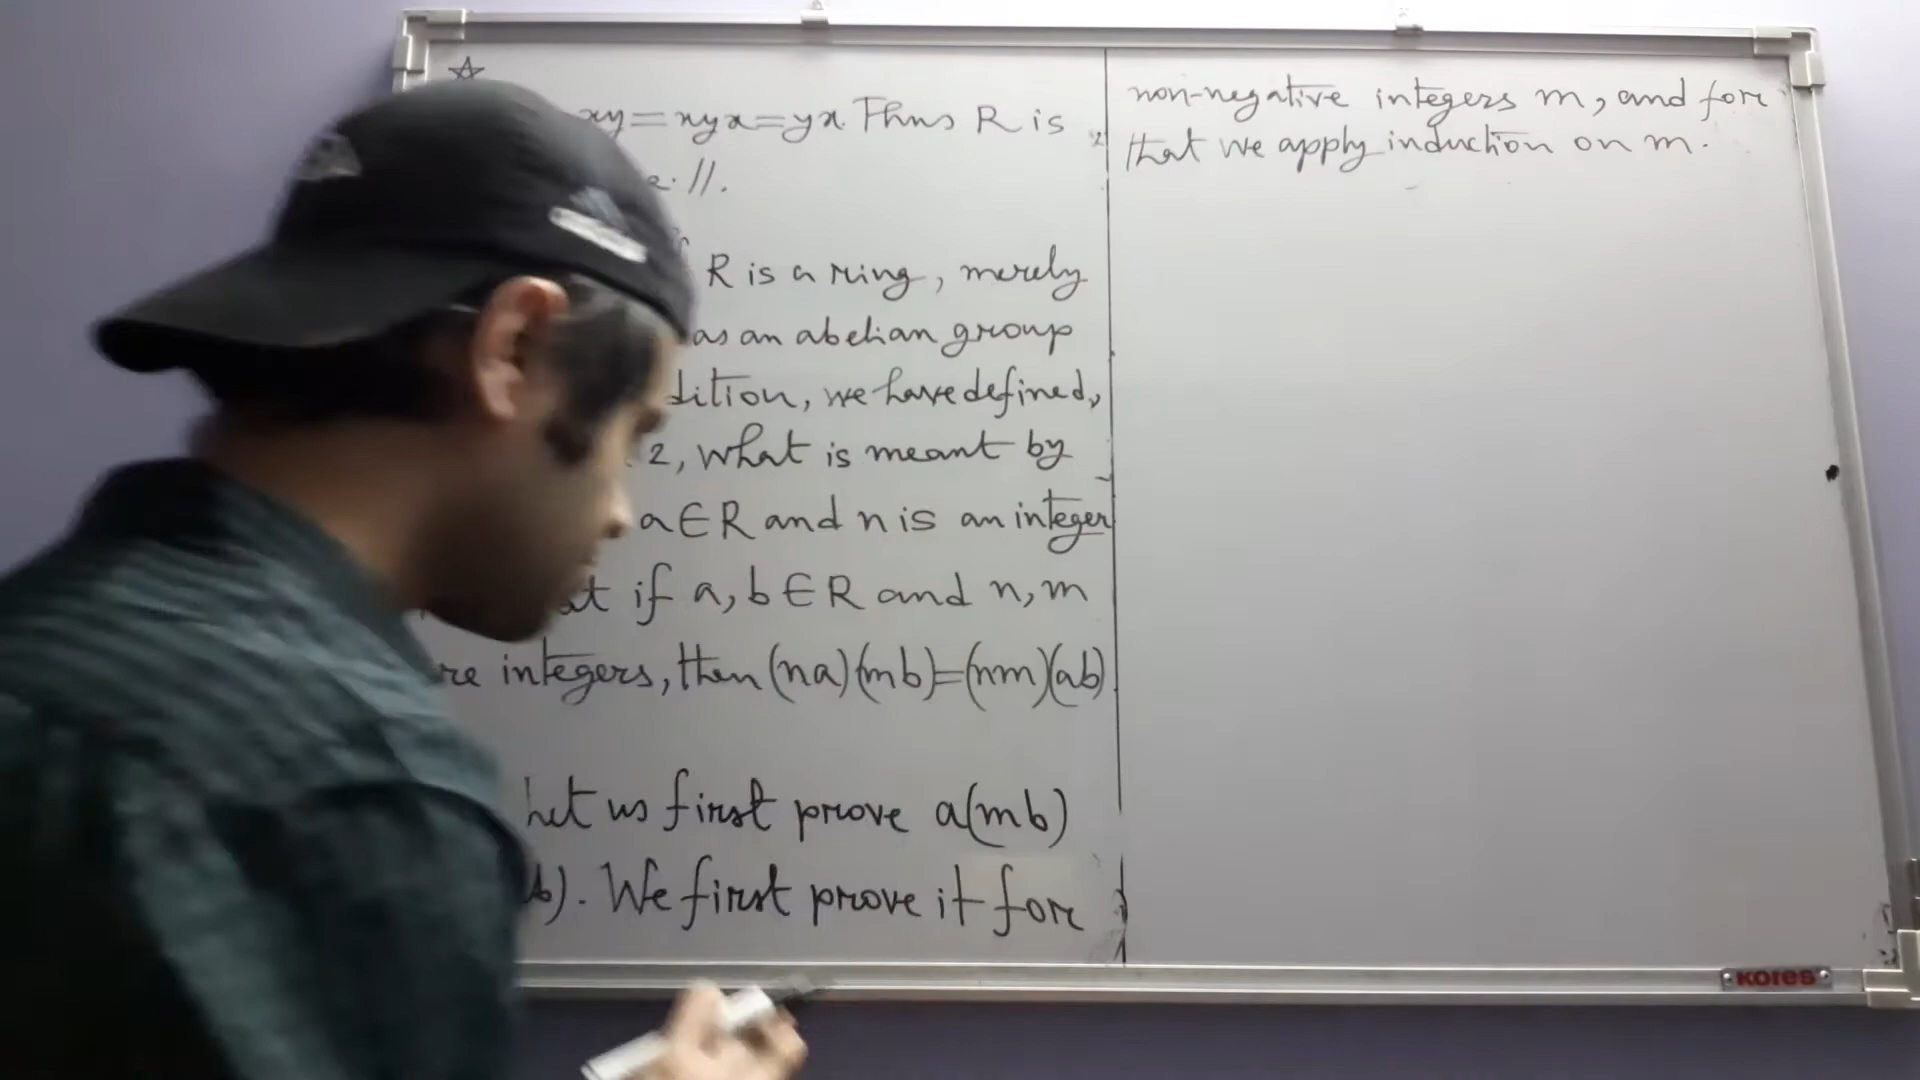 xy=xyx=yx. Thus R is
//.
R is a ring, merely
as an abelian group
dition, we have defined,
2, what is meant by
a∈R and n is an integer
at if a, b∈R and n, m
re integers, then (na)(mb)=(nm)(ab)
Let us first prove a(mb)
b). We first prove it for
non-negative integers m, and for
that we apply induction on m.
KORES